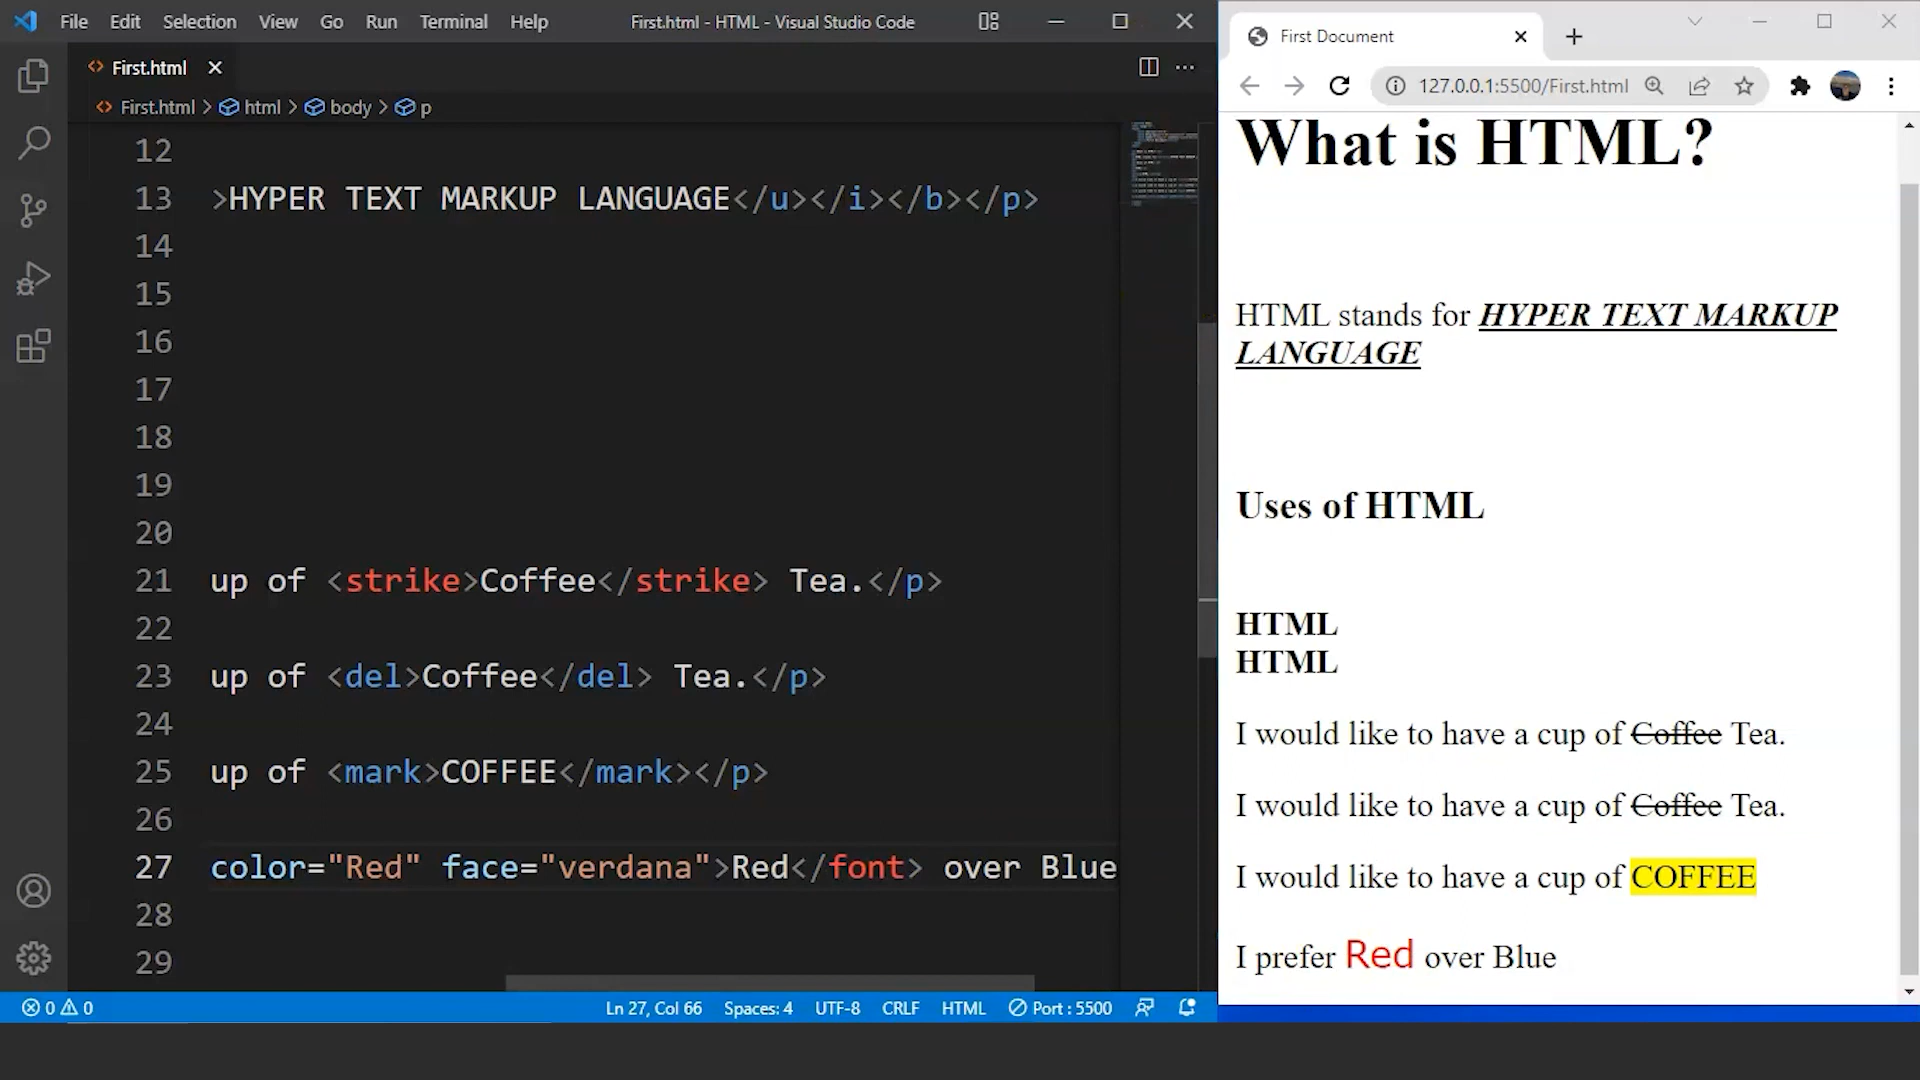 File Edit Selection View Go Run Terminal Help First.html - HTML - Visual Studio Code
First.html
First.html > html > body > p
12
13 >HYPER TEXT MARKUP LANGUAGE</u></i></b></p>
14
15
16
17
18
19
20
21 up of <strike>Coffee</strike> Tea.</p>
22
23 up of <del>Coffee</del> Tea.</p>
24
25 up of <mark>COFFEE</mark></p>
26
27 color="Red" face="verdana">Red</font> over Blue
28
29
0 0 Ln 27, Col 66 Spaces: 4 UTF-8 CRLF HTML Port : 5500
First Document
127.0.0.1:5500/First.html
What is HTML?
HTML stands for HYPER TEXT MARKUP
LANGUAGE
Uses of HTML
HTML
HTML
I would like to have a cup of Coffee Tea.
I would like to have a cup of Coffee Tea.
I would like to have a cup of COFFEE
I prefer Red over Blue